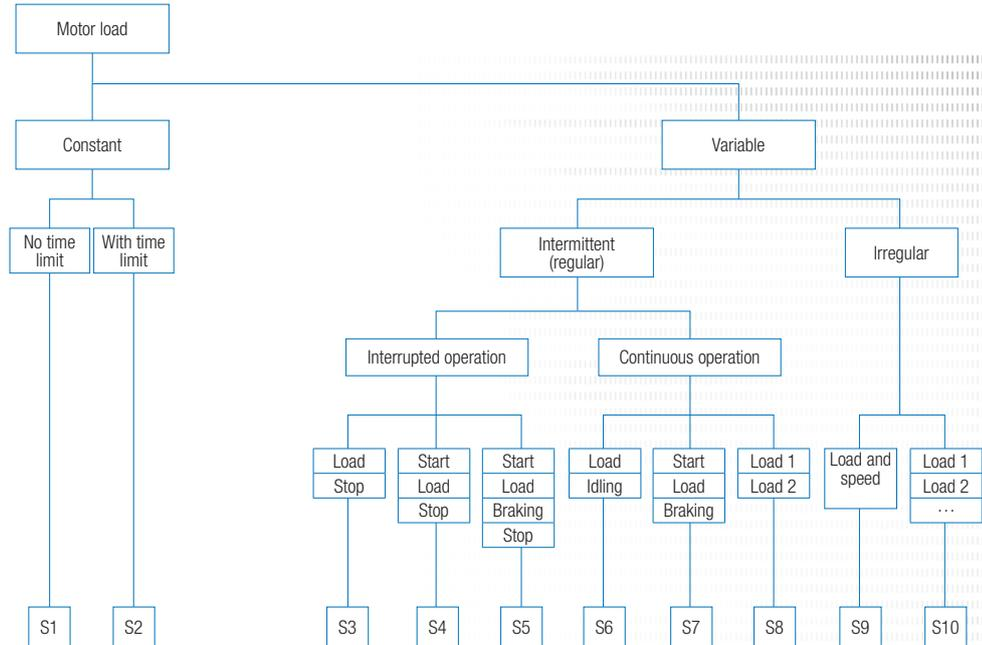 Motor load
Constant
Variable
No time
limit
With time
limit
Intermittent
(regular)
Irregular
Interrupted operation
Continuous operation
Load
Stop
Start
Load
Stop
Start
Load
Braking
Stop
Load
Idling
Start
Load
Braking
Load 1
Load 2
Load and
speed
Load 1
Load 2
...
S1
S2
S3
S4
S5
S6
S7
S8
S9
S10